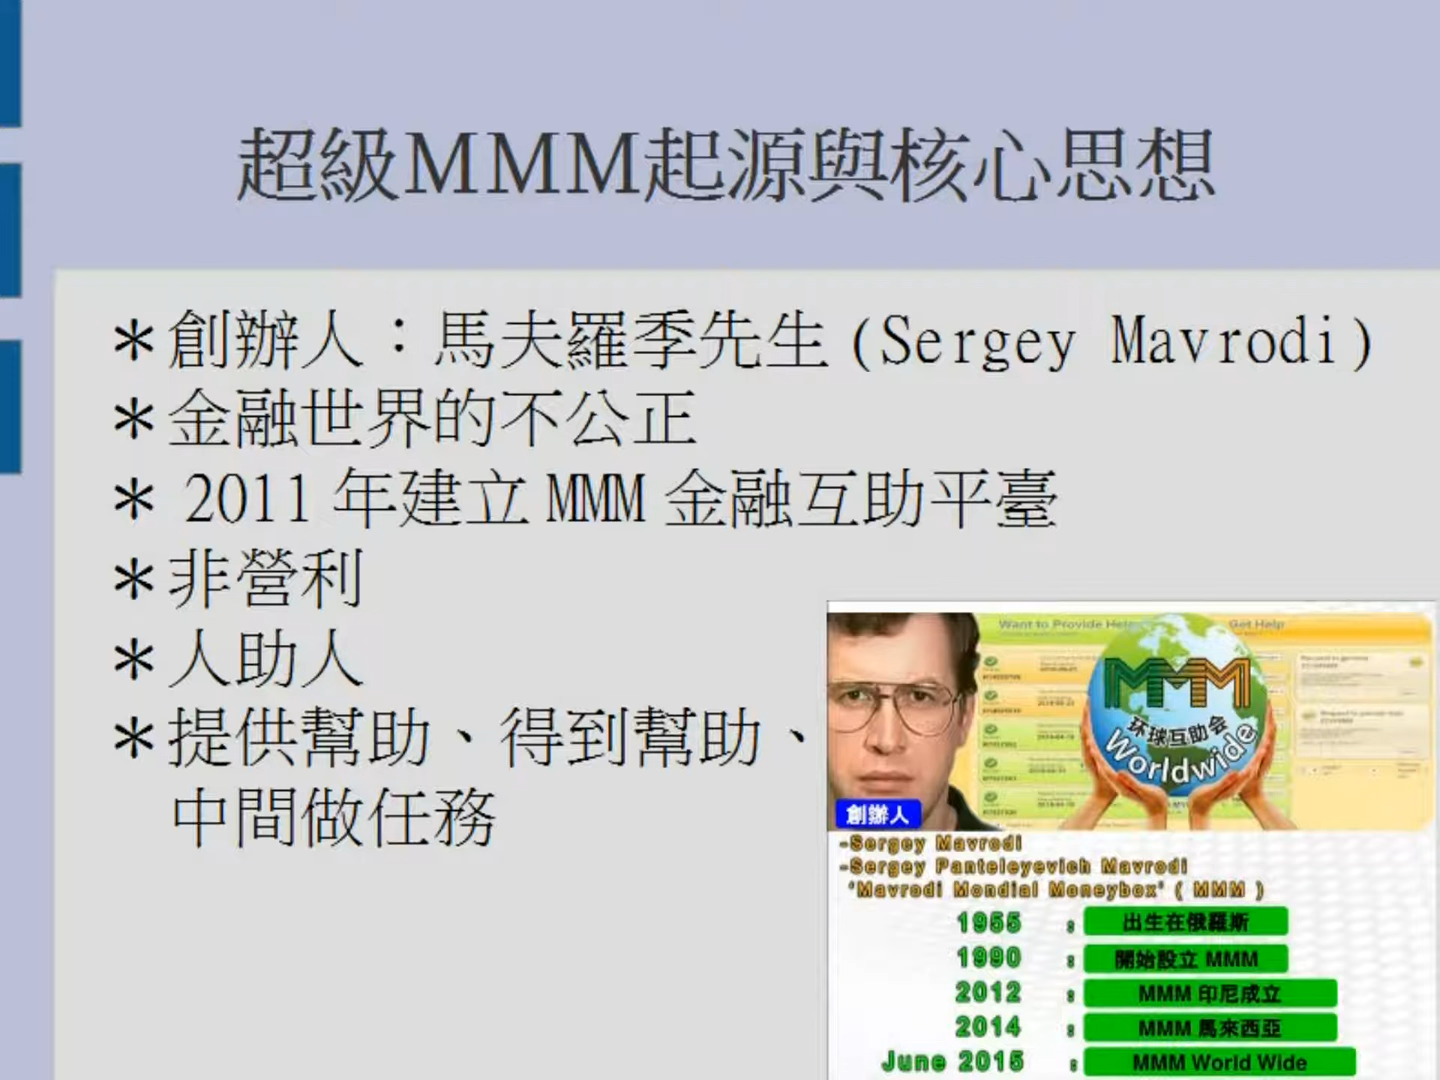 超級MMM起源與核心思想
＊創辦人：馬夫羅季先生(Sergey Mavrodi)
＊金融世界的不公正
＊ 2011 年建立 MMM 金融互助平臺
＊非營利
＊人助人
＊提供幫助、得到幫助、
中間做任務
Want to Provide Help
Get Help
MMM
环球互助会
Worldwide
創辦人
-Sergey Mavrodi
-Sergey Panteleyevich Mavrodi
'Mavrodi Mondial Moneybox' ( MMM )
1955 : 出生在俄羅斯
1990 : 開始設立 MMM
2012 : MMM 印尼成立
2014 : MMM 馬來西亞
June 2015 : MMM World Wide